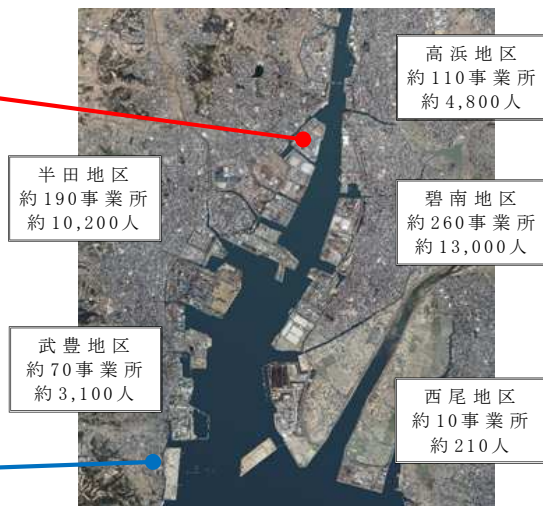 高浜地区
約110事業所
約4,800人
半田地区
約190事業所
約10,200人
碧南地区
約260事業所
約13,000人
武豊地区
約70事業所
約3,100人
西尾地区
約10事業所
約210人